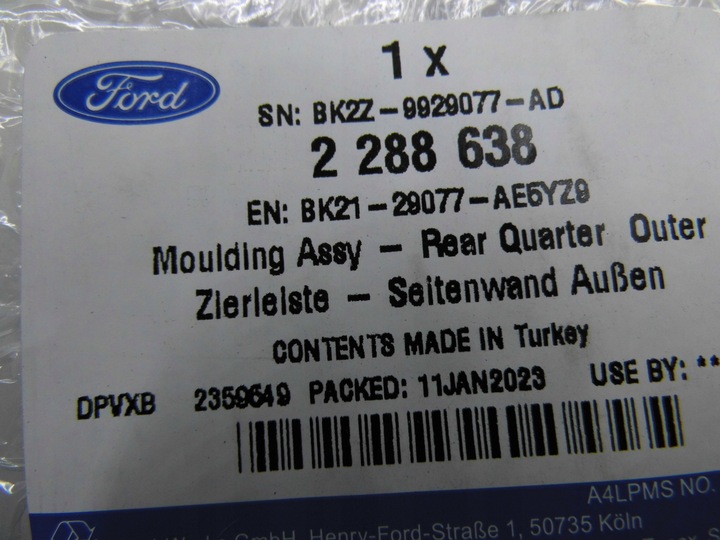 Ford
1 x
SN: BK2Z-9929077-AD
2 288 638
EN: BK21-29077-AE5YZ9
Moulding Assy - Rear Quarter Outer
Zierleiste - Seitenwand Außen
CONTENTS MADE IN Turkey
DPVXB 2359649 PACKED: 11JAN2023 USE BY: **
A4LPMS NO.
GmbH, Henry-Ford-Straße 1, 50735 Köln